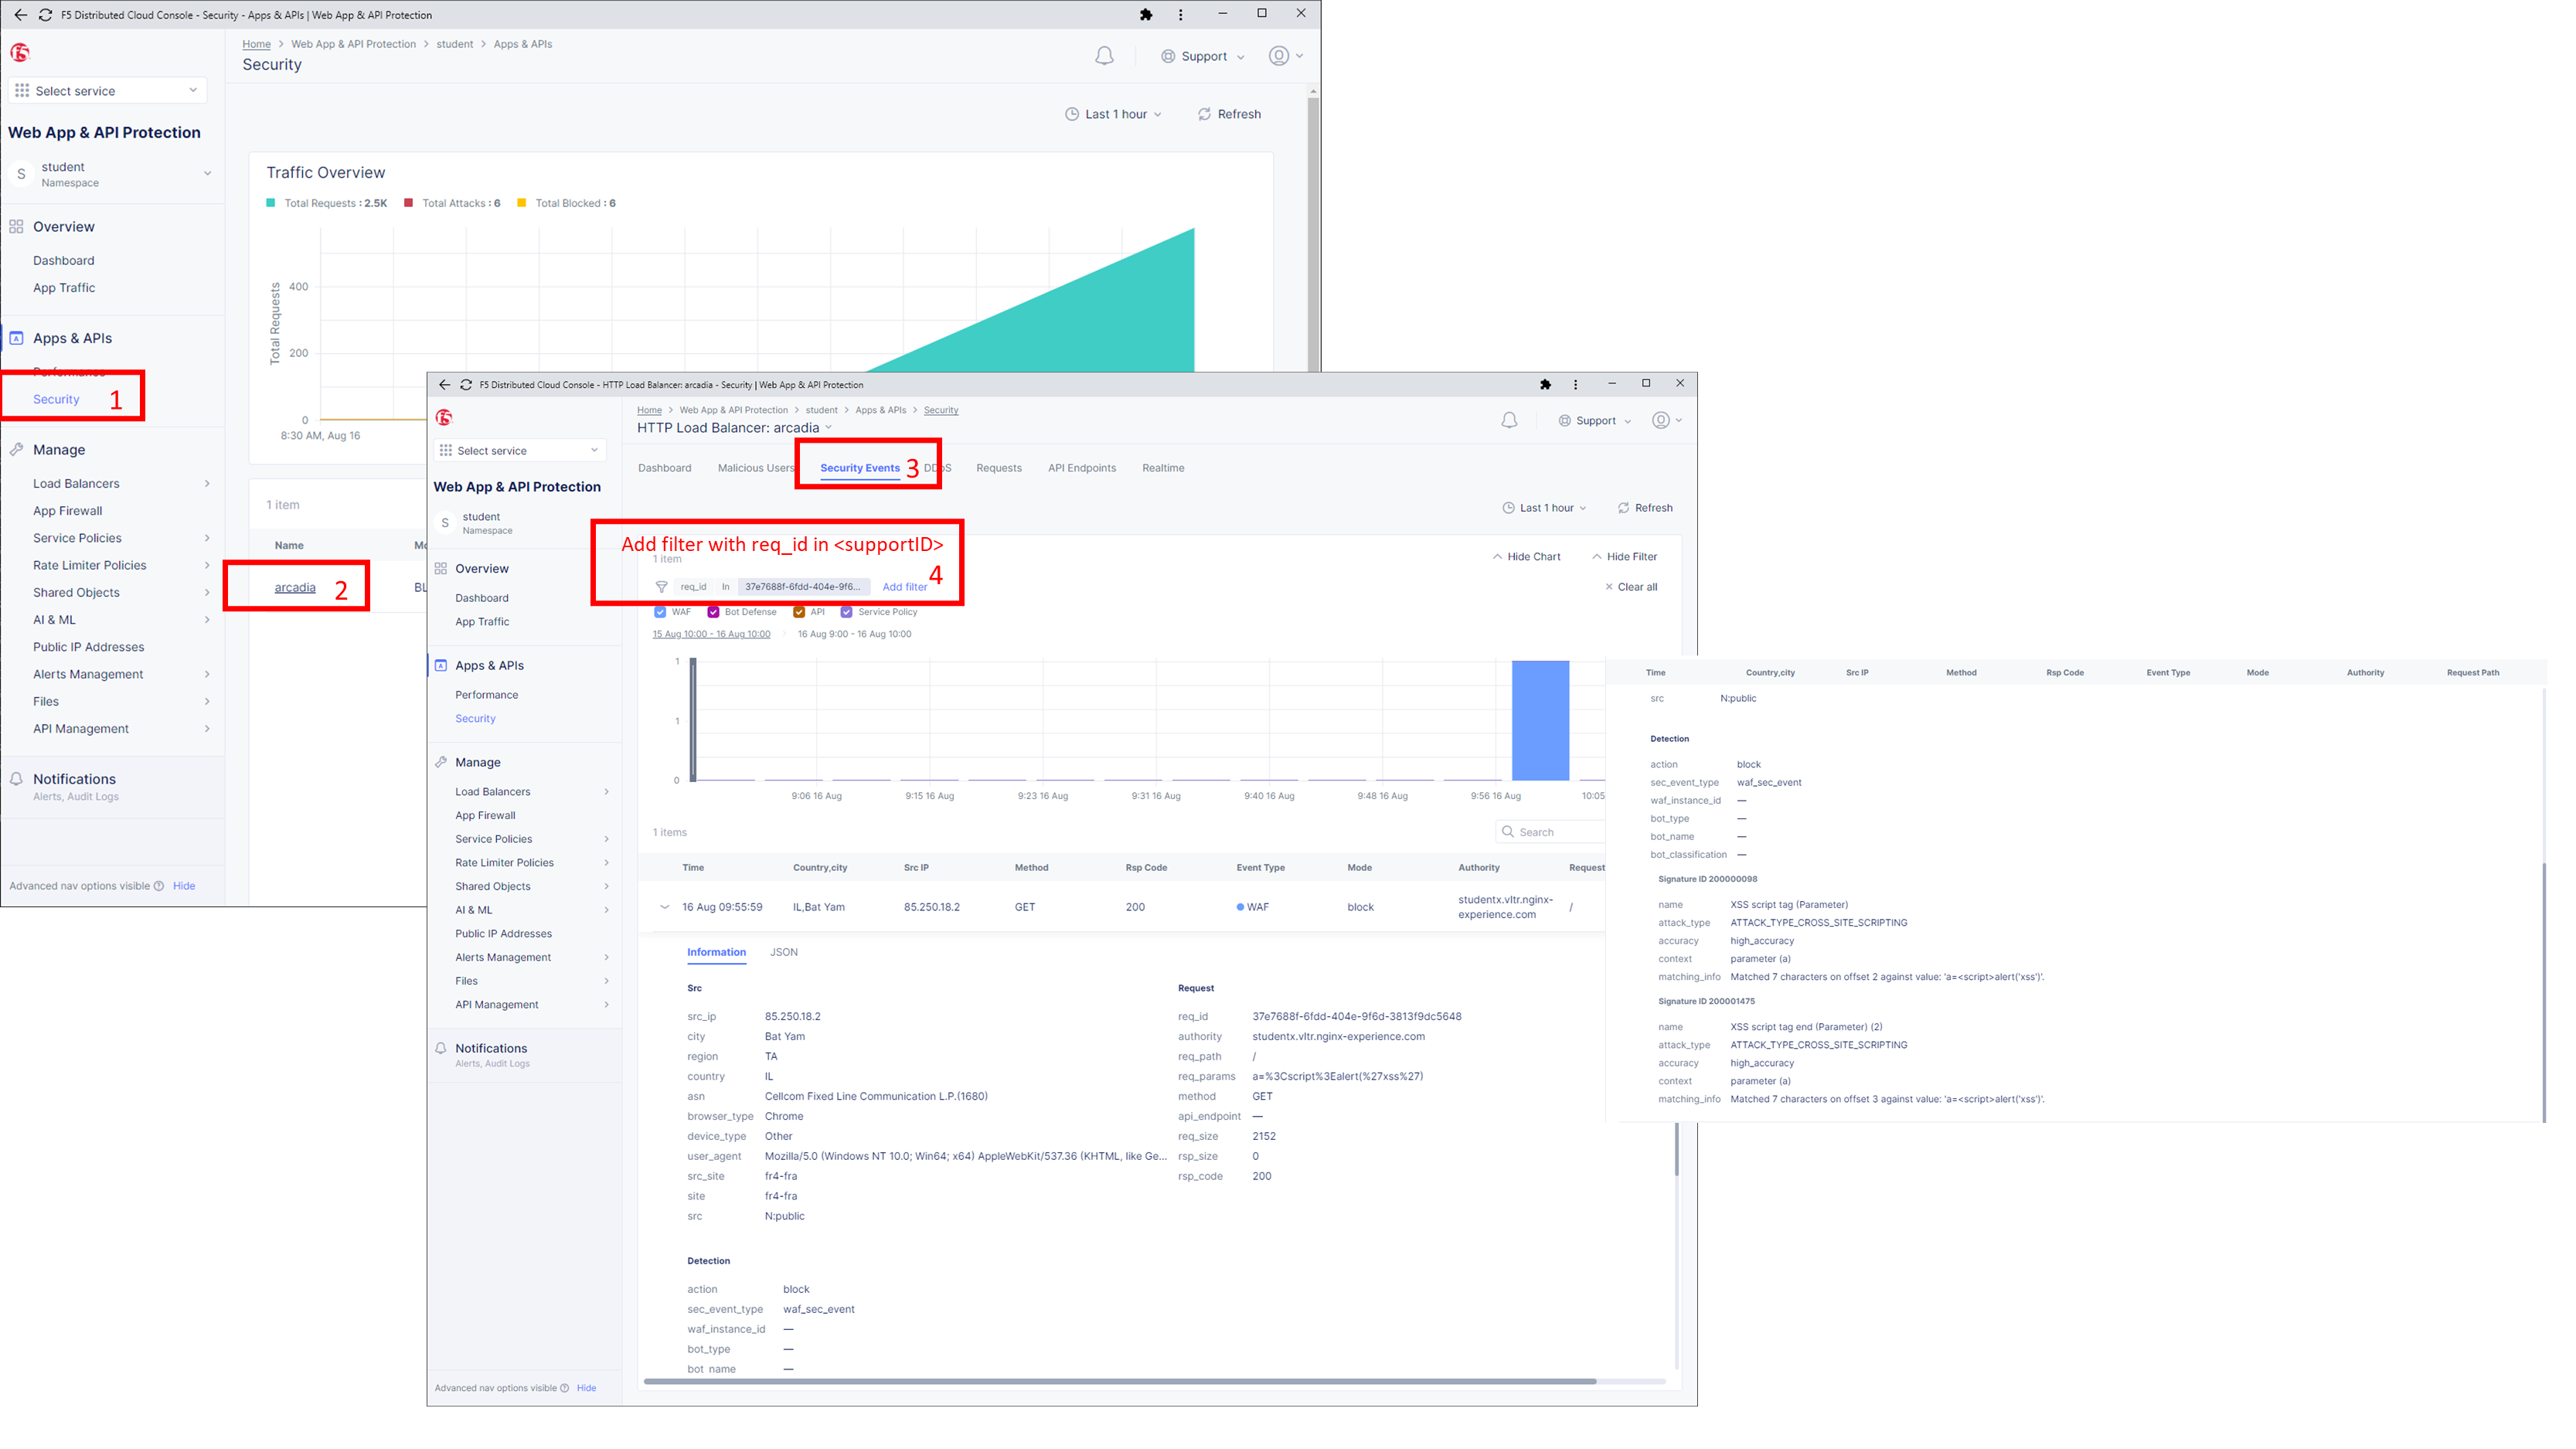 F5 Distributed Cloud Console - Security - Apps & APIs | Web App & API Protection
Home > Web App & API Protection > student > Apps & APIs
Security
Support
Select service
Last 1 hour
Refresh
Web App & API Protection
S
student
Namespace
Overview
Dashboard
App Traffic
Apps & APIs
Performance
Security
1
Manage
Load Balancers
App Firewall
Service Policies
Rate Limiter Policies
Shared Objects
AI & ML
Public IP Addresses
Alerts Management
Files
API Management
Notifications
Alerts, Audit Logs
Advanced nav options visible Hide
Traffic Overview
Total Requests : 2.5K Total Attacks : 6 Total Blocked : 6
Total Requests
400
200
0
8:30 AM, Aug 16
1 item
Name
arcadia 2 BL
F5 Distributed Cloud Console - HTTP Load Balancer: arcadia - Security | Web App & API Protection
Home > Web App & API Protection > student > Apps & APIs > Security
HTTP Load Balancer: arcadia
Support
Select service
Dashboard Malicious Users Security Events 3 DDoS Requests API Endpoints Realtime
Last 1 hour Refresh
Web App & API Protection
S
student
Namespace
Overview
Dashboard
App Traffic
Apps & APIs
Performance
Security
Manage
Load Balancers
App Firewall
Service Policies
Rate Limiter Policies
Shared Objects
AI & ML
Public IP Addresses
Alerts Management
Files
API Management
Notifications
Alerts, Audit Logs
Advanced nav options visible Hide
Add filter with req_id in <supportID>
4
1 item
Hide Chart Hide Filter
req_id In 37e7688f-6fdd-404e-9f6... Add filter
Clear all
WAF Bot Defense API Service Policy
15 Aug 10:00 - 16 Aug 10:00 16 Aug 9:00 - 16 Aug 10:00
1
1
0
9:06 16 Aug 9:15 16 Aug 9:23 16 Aug 9:31 16 Aug 9:40 16 Aug 9:48 16 Aug 9:56 16 Aug 10:05
1 items
Search
Time Country,city Src IP Method Rsp Code Event Type Mode Authority Request
16 Aug 09:55:59 IL,Bat Yam 85.250.18.2 GET 200 WAF block studentx.vltr.nginx-experience.com /
Information JSON
Src
src_ip 85.250.18.2
city Bat Yam
region TA
country IL
asn Cellcom Fixed Line Communication L.P.(1680)
browser_type Chrome
device_type Other
user_agent Mozilla/5.0 (Windows NT 10.0; Win64; x64) AppleWebKit/537.36 (KHTML, like Ge...
src_site fr4-fra
site fr4-fra
src N:public
Request
req_id 37e7688f-6fdd-404e-9f6d-3813f9dc5648
authority studentx.vltr.nginx-experience.com
req_path /
req_params a=%3Cscript%3Ealert(%27xss%27)
method GET
api_endpoint —
req_size 2152
rsp_size 0
rsp_code 200
Detection
action block
sec_event_type waf_sec_event
waf_instance_id —
bot_type —
bot_name —
Time Country,city Src IP Method Rsp Code Event Type Mode Authority Request Path
src N:public
Detection
action block
sec_event_type waf_sec_event
waf_instance_id —
bot_type —
bot_name —
bot_classification —
Signature ID 200000098
name XSS script tag (Parameter)
attack_type ATTACK_TYPE_CROSS_SITE_SCRIPTING
accuracy high_accuracy
context parameter (a)
matching_info Matched 7 characters on offset 2 against value: 'a=<script>alert('xss')'.
Signature ID 200001475
name XSS script tag end (Parameter) (2)
attack_type ATTACK_TYPE_CROSS_SITE_SCRIPTING
accuracy high_accuracy
context parameter (a)
matching_info Matched 7 characters on offset 3 against value: 'a=<script>alert('xss')'.